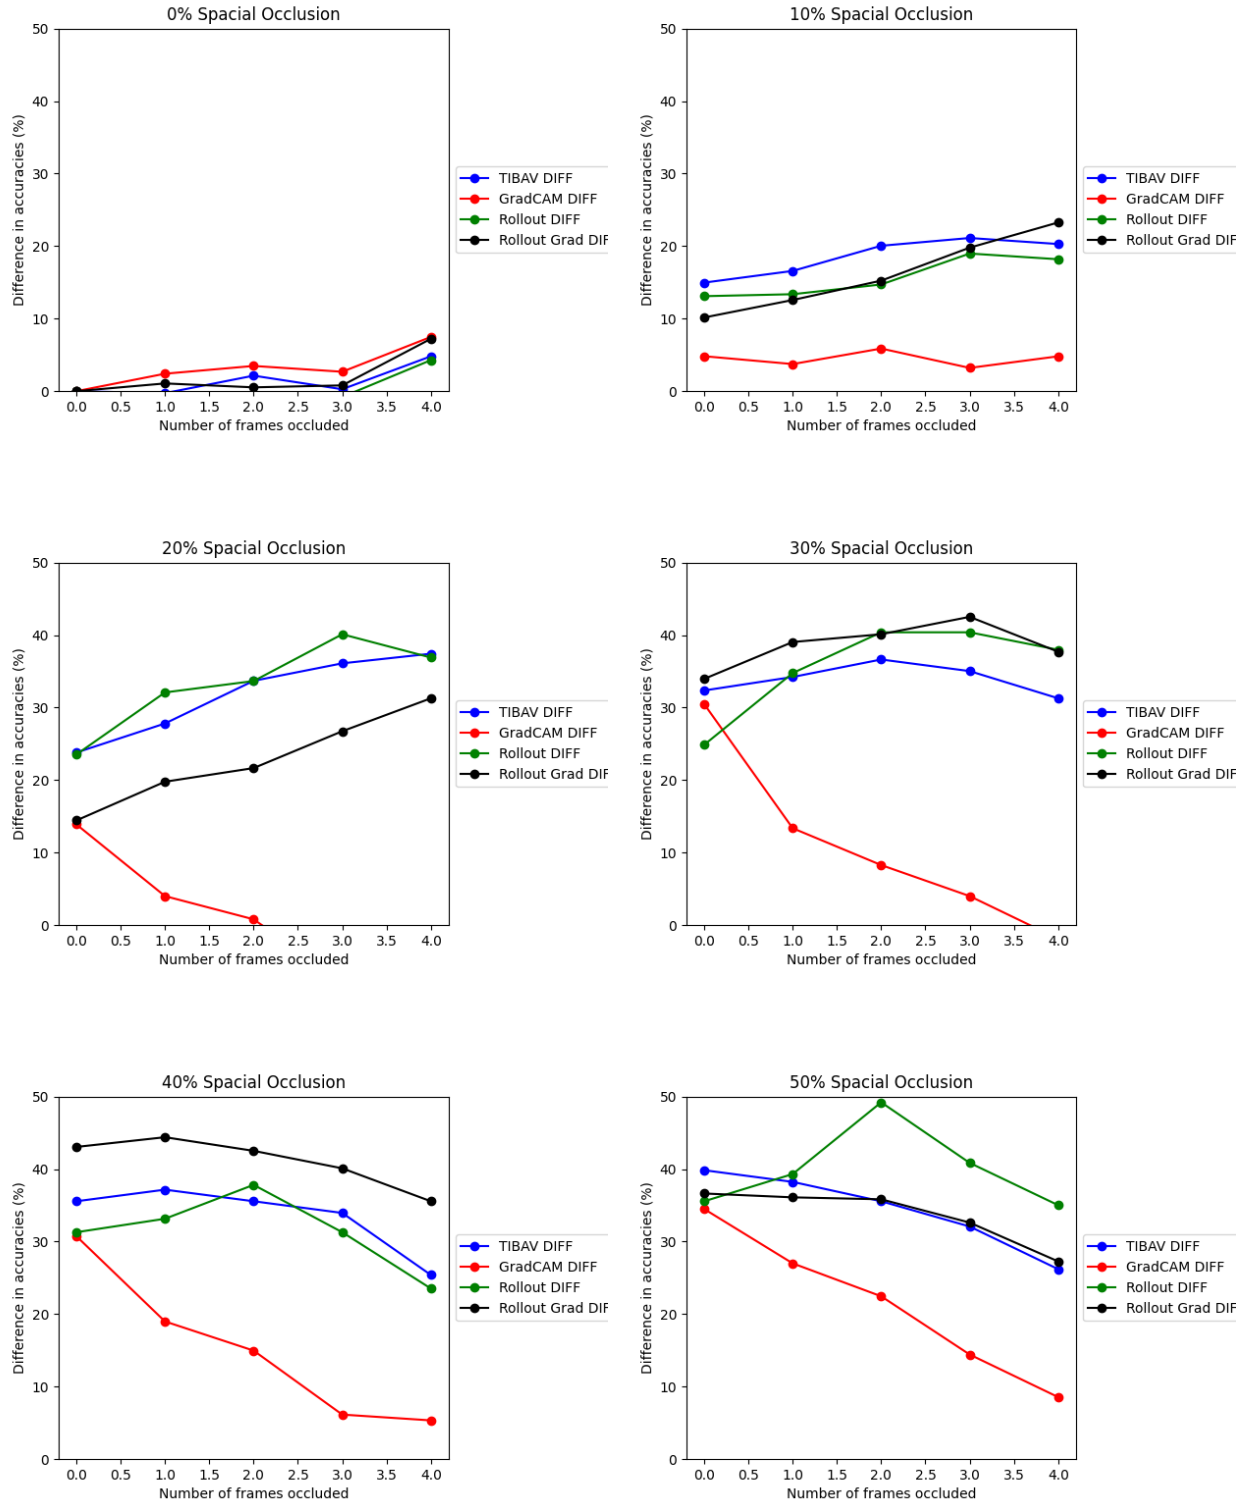 0% Spacial Occlusion
50
40
30
20
10
0
Difference in accuracies (%)
0.0 0.5 1.0 1.5 2.0 2.5 3.0 3.5 4.0
Number of frames occluded
TIBAV DIFF
GradCAM DIFF
Rollout DIFF
Rollout Grad DIF
10% Spacial Occlusion
50
40
30
20
10
0
Difference in accuracies (%)
0.0 0.5 1.0 1.5 2.0 2.5 3.0 3.5 4.0
Number of frames occluded
TIBAV DIFF
GradCAM DIFF
Rollout DIFF
Rollout Grad DIF
20% Spacial Occlusion
50
40
30
20
10
0
Difference in accuracies (%)
0.0 0.5 1.0 1.5 2.0 2.5 3.0 3.5 4.0
Number of frames occluded
TIBAV DIFF
GradCAM DIFF
Rollout DIFF
Rollout Grad DIF
30% Spacial Occlusion
50
40
30
20
10
0
Difference in accuracies (%)
0.0 0.5 1.0 1.5 2.0 2.5 3.0 3.5 4.0
Number of frames occluded
TIBAV DIFF
GradCAM DIFF
Rollout DIFF
Rollout Grad DIF
40% Spacial Occlusion
50
40
30
20
10
0
Difference in accuracies (%)
0.0 0.5 1.0 1.5 2.0 2.5 3.0 3.5 4.0
Number of frames occluded
TIBAV DIFF
GradCAM DIFF
Rollout DIFF
Rollout Grad DIF
50% Spacial Occlusion
50
40
30
20
10
0
Difference in accuracies (%)
0.0 0.5 1.0 1.5 2.0 2.5 3.0 3.5 4.0
Number of frames occluded
TIBAV DIFF
GradCAM DIFF
Rollout DIFF
Rollout Grad DIF